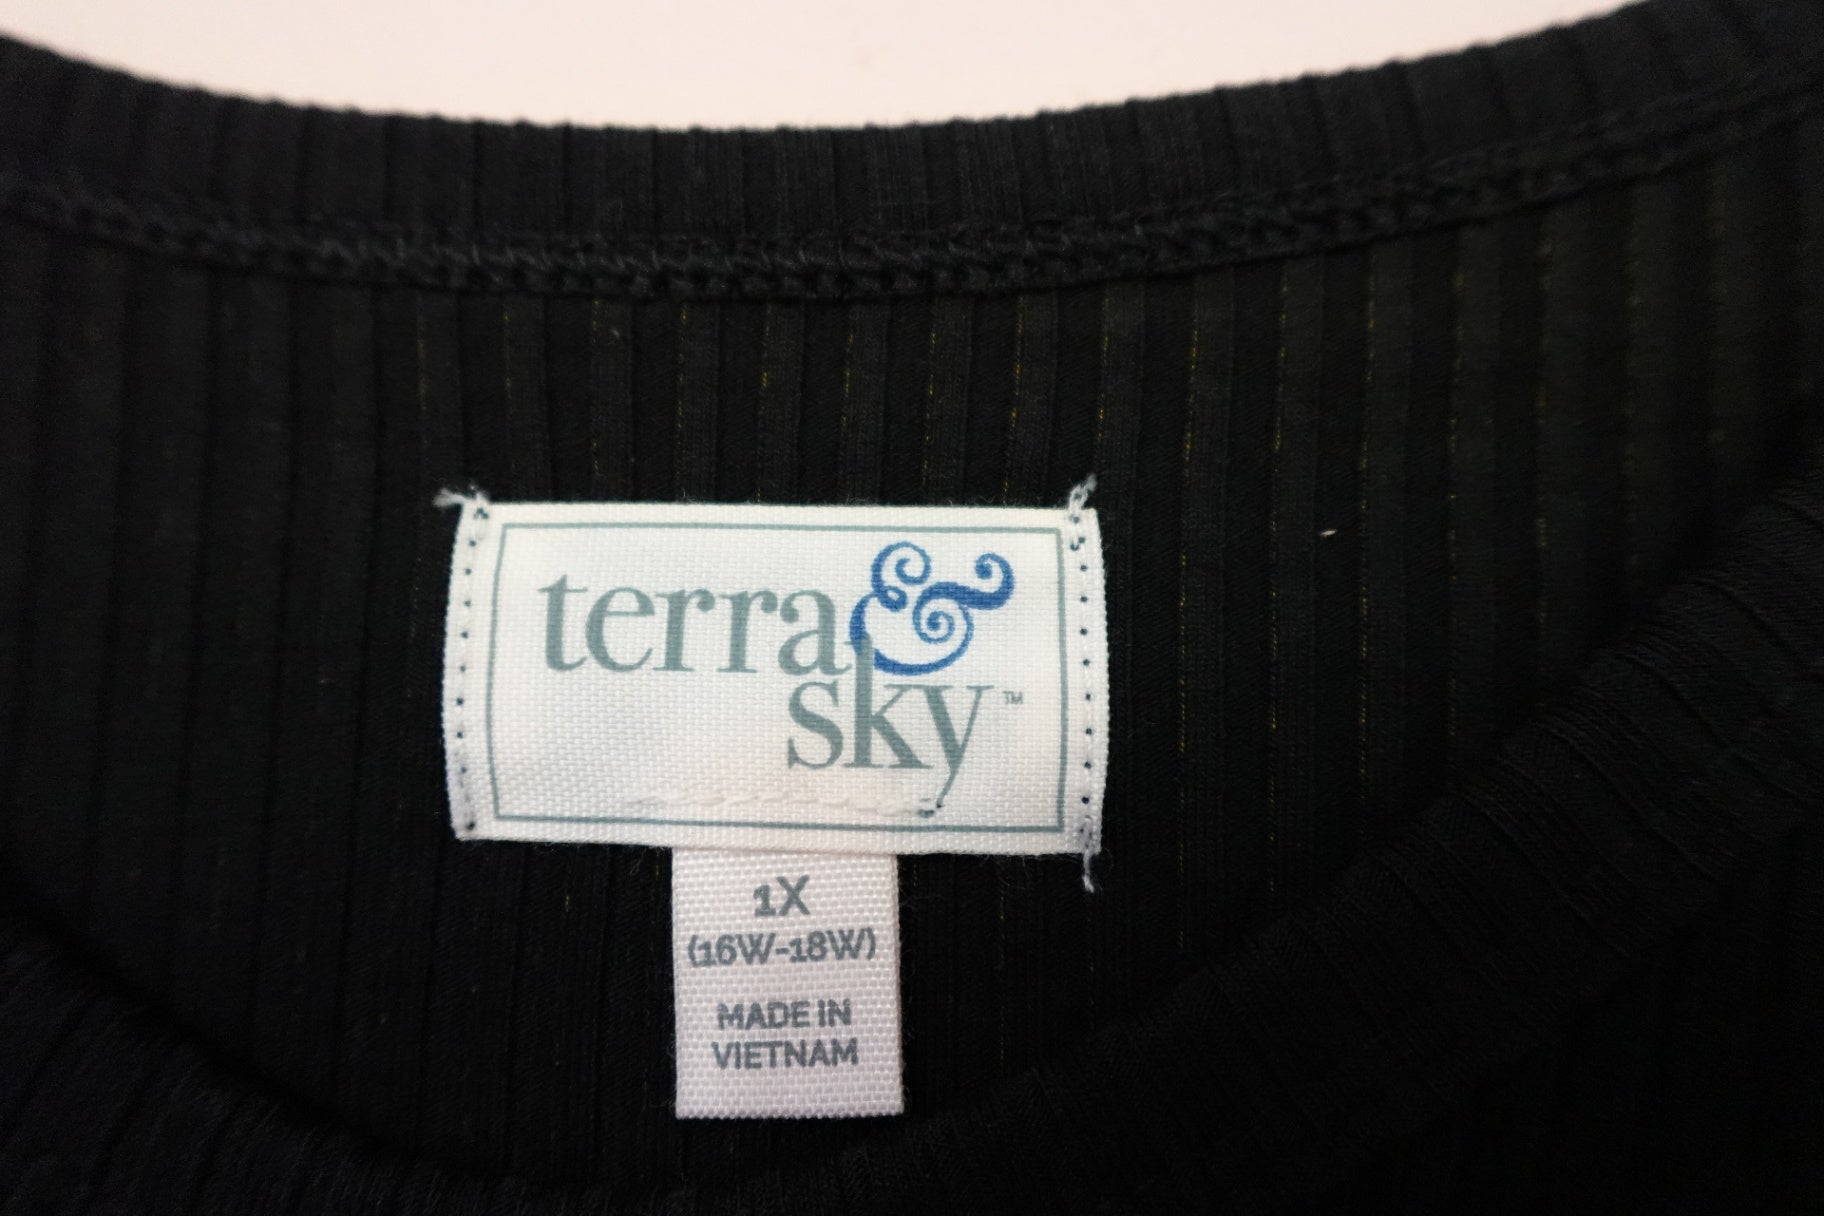 terra &
sky™
1X
(16W-18W)
MADE IN
VIETNAM